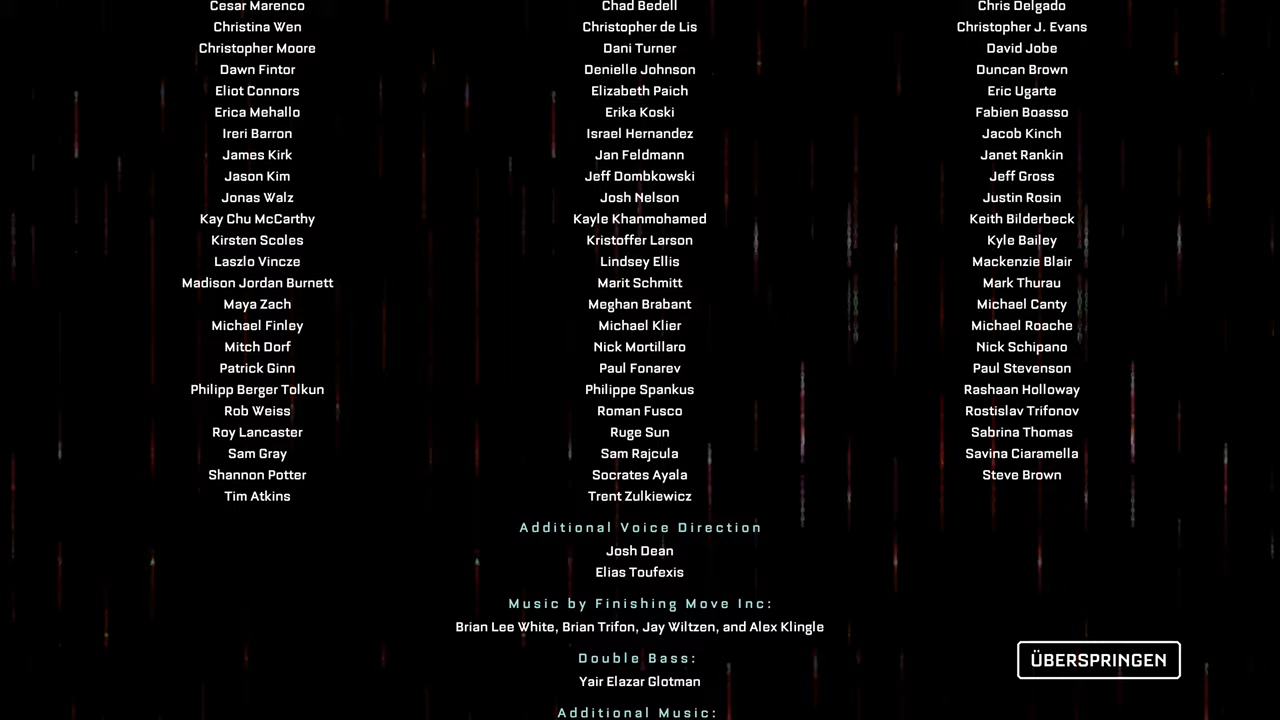 Cesar Marenco Chad Bedell Chris Delgado
Christina Wen Christopher de Lis Christopher J. Evans
Christopher Moore Dani Turner David Jobe
Dawn Fintor Denielle Johnson Duncan Brown
Eliot Connors Elizabeth Paich Eric Ugarte
Erica Mehallo Erika Koski Fabien Boasso
Ireri Barron Israel Hernandez Jacob Kinch
James Kirk Jan Feldmann Janet Rankin
Jason Kim Jeff Dombkowski Jeff Gross
Jonas Walz Josh Nelson Justin Rosin
Kay Chu McCarthy Kayle Khanmohamed Keith Bilderbeck
Kirsten Scoles Kristoffer Larson Kyle Bailey
Laszlo Vincze Lindsey Ellis Mackenzie Blair
Madison Jordan Burnett Marit Schmitt Mark Thurau
Maya Zach Meghan Brabant Michael Canty
Michael Finley Michael Klier Michael Roache
Mitch Dorf Nick Mortillaro Nick Schipano
Patrick Ginn Paul Fonarev Paul Stevenson
Philipp Berger Tolkun Philippe Spankus Rashaan Holloway
Rob Weiss Roman Fusco Rostislav Trifonov
Roy Lancaster Ruge Sun Sabrina Thomas
Sam Gray Sam Rajcula Savina Ciaramella
Shannon Potter Socrates Ayala Steve Brown
Tim Atkins Trent Zulkiewicz
Additional Voice Direction
Josh Dean
Elias Toufexis
Music by Finishing Move Inc:
Brian Lee White, Brian Trifon, Jay Wiltzen, and Alex Klingle
Double Bass:
Yair Elazar Glotman
ÜBERSPRINGEN
Additional Music: